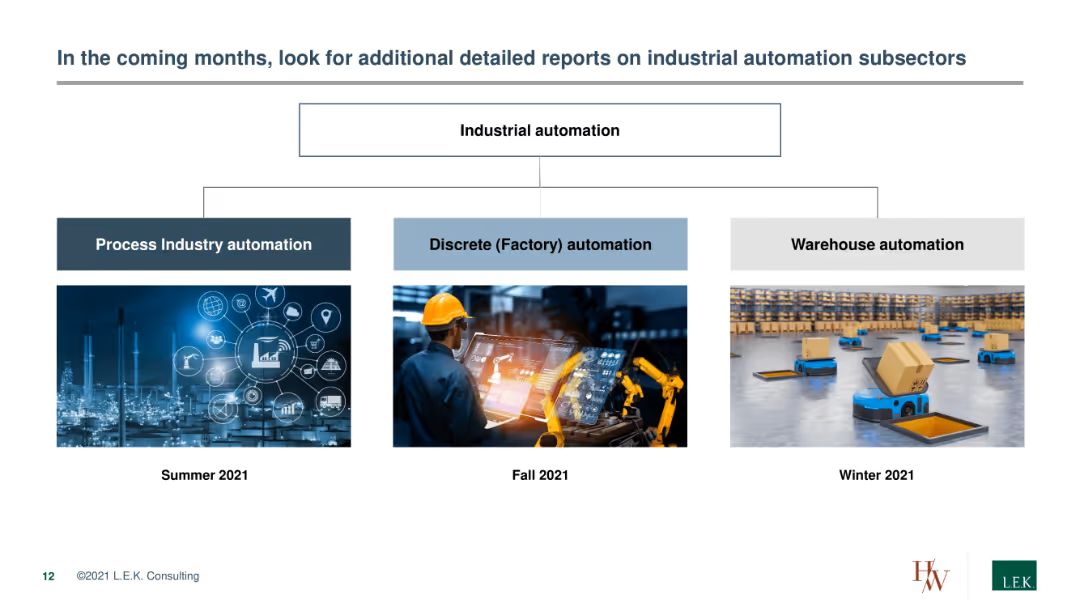 In the coming months, look for additional detailed reports on industrial automation subsectors
Industrial automation
Process Industry automation
Discrete (Factory) automation
Warehouse automation
Summer 2021
Fall 2021
Winter 2021
12
©2021 L.E.K. Consulting
HW
L.E.K.